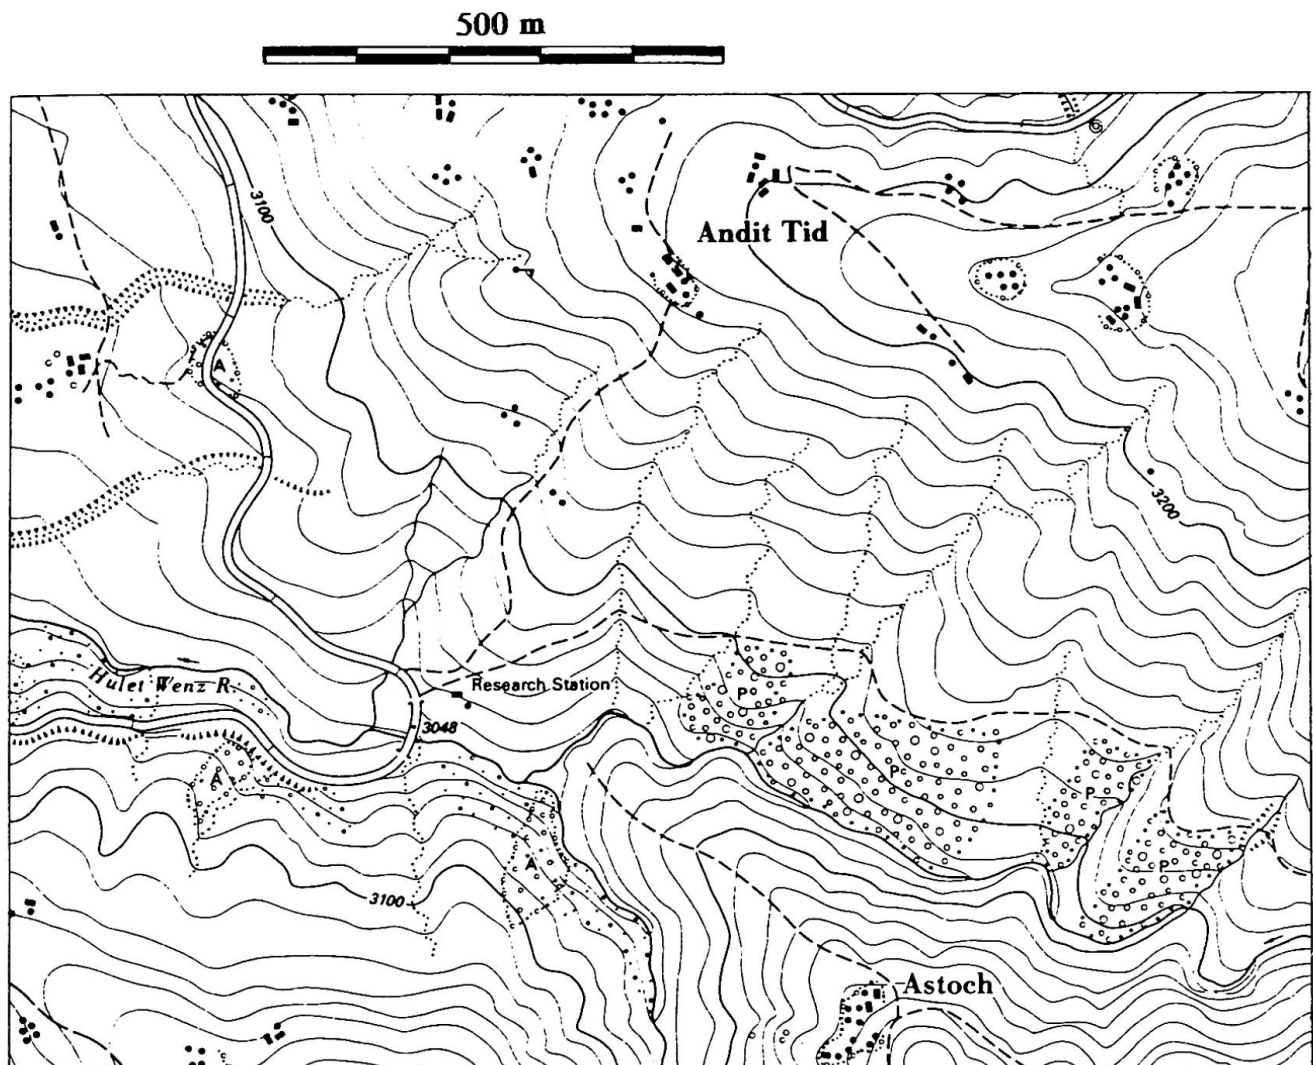 500 m
3100
Andit Tid
A
3200
Hulet Wenz R.
Research Station
P
3048
P
A
P
A
P
3100
Astoch